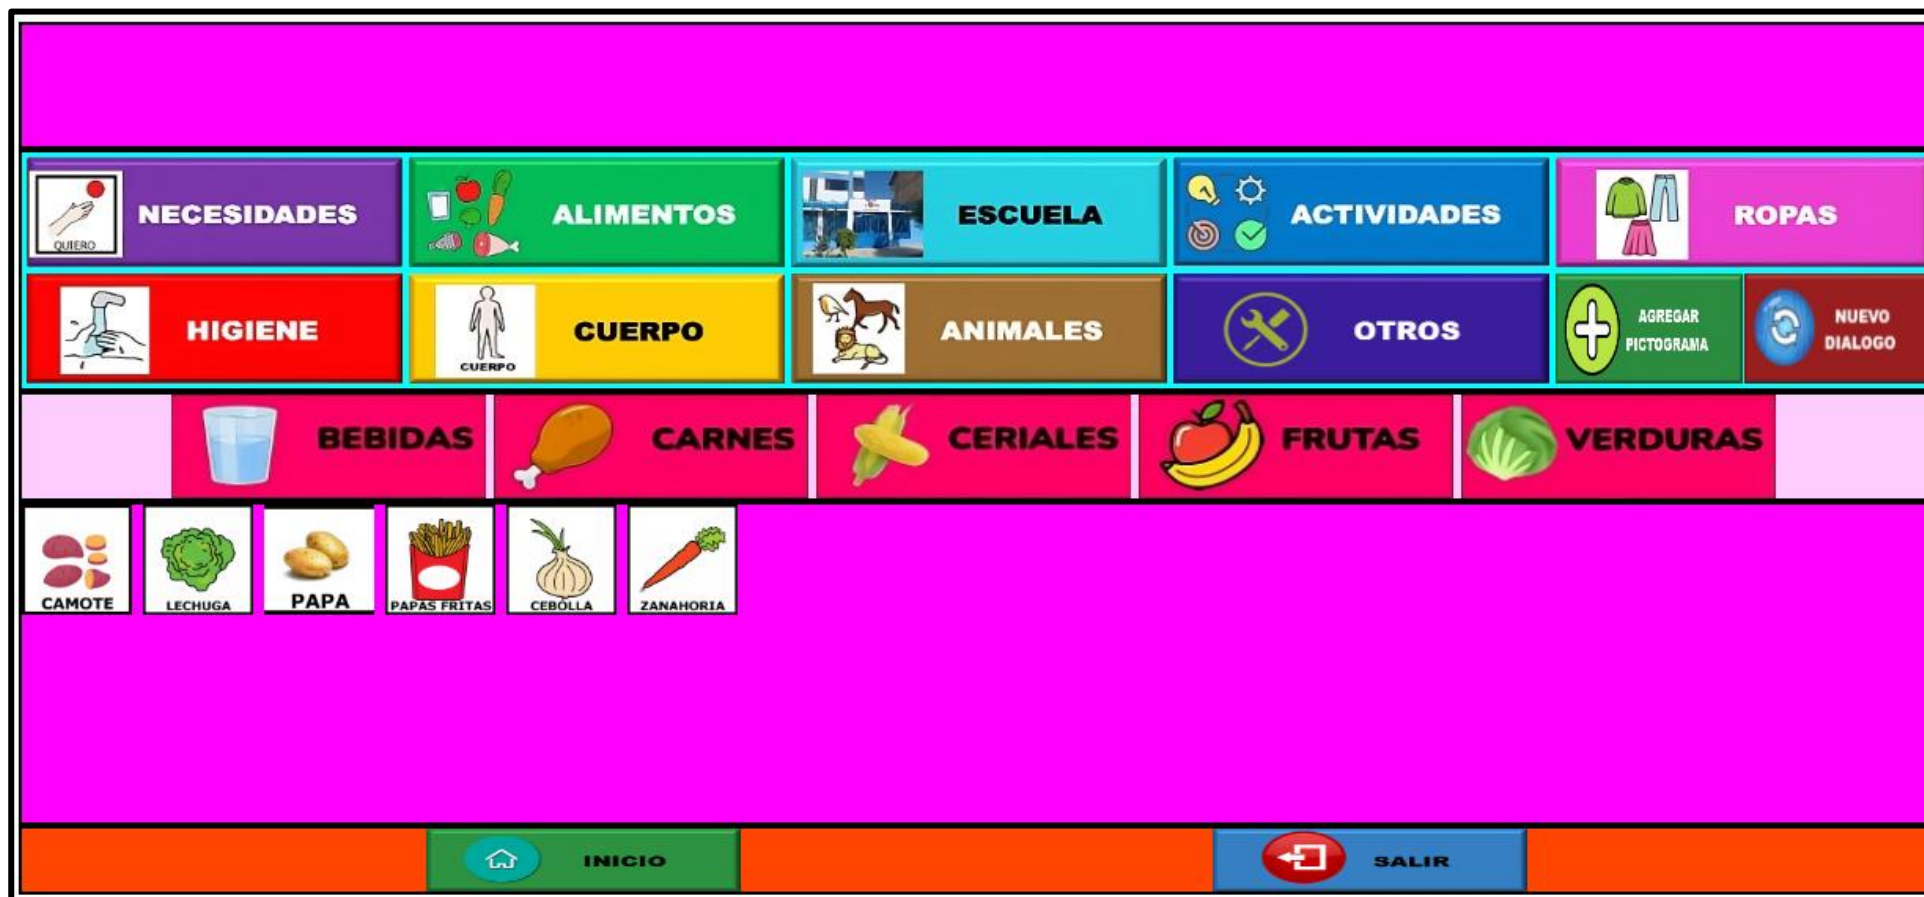 QUIERO
NECESIDADES
ALIMENTOS
ESCUELA
ACTIVIDADES
ROPAS
HIGIENE
CUERPO
CUERPO
ANIMALES
OTROS
AGREGAR
PICTOGRAMA
NUEVO
DIALOGO
BEBIDAS
CARNES
CERIALES
FRUTAS
VERDURAS
CAMOTE
LECHUGA
PAPA
PAPAS FRITAS
CEBOLLA
ZANAHORIA
INICIO
SALIR